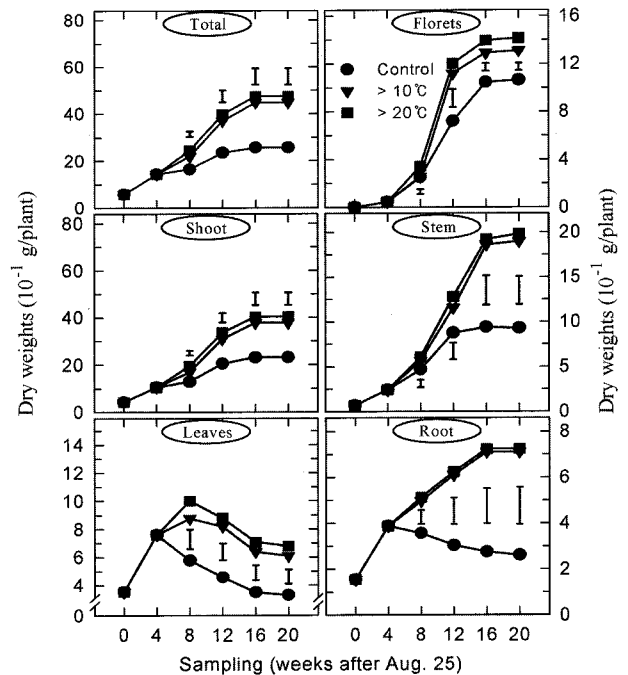 Total
Florets
80
60
40
20
0
16
12
8
4
0
Control
> 10℃
> 20℃
Shoot
Stem
80
60
40
20
0
20
15
10
5
0
Leaves
Root
14
12
10
8
6
4
0
8
6
4
2
0
Dry weights (10⁻¹ g/plant)
Dry weights (10⁻¹ g/plant)
0 4 8 12 16 20
0 4 8 12 16 20
Sampling (weeks after Aug. 25)